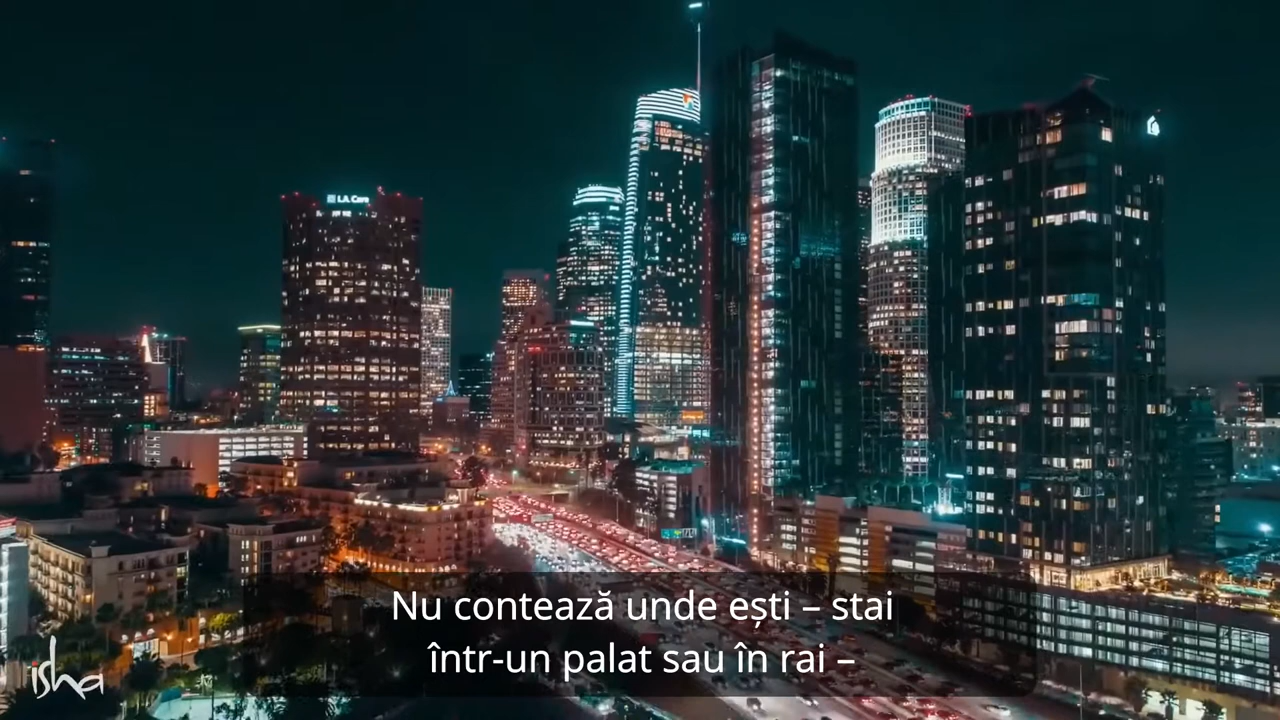 L.A. Care
Nu contează unde ești – stai
într-un palat sau în rai –
isha